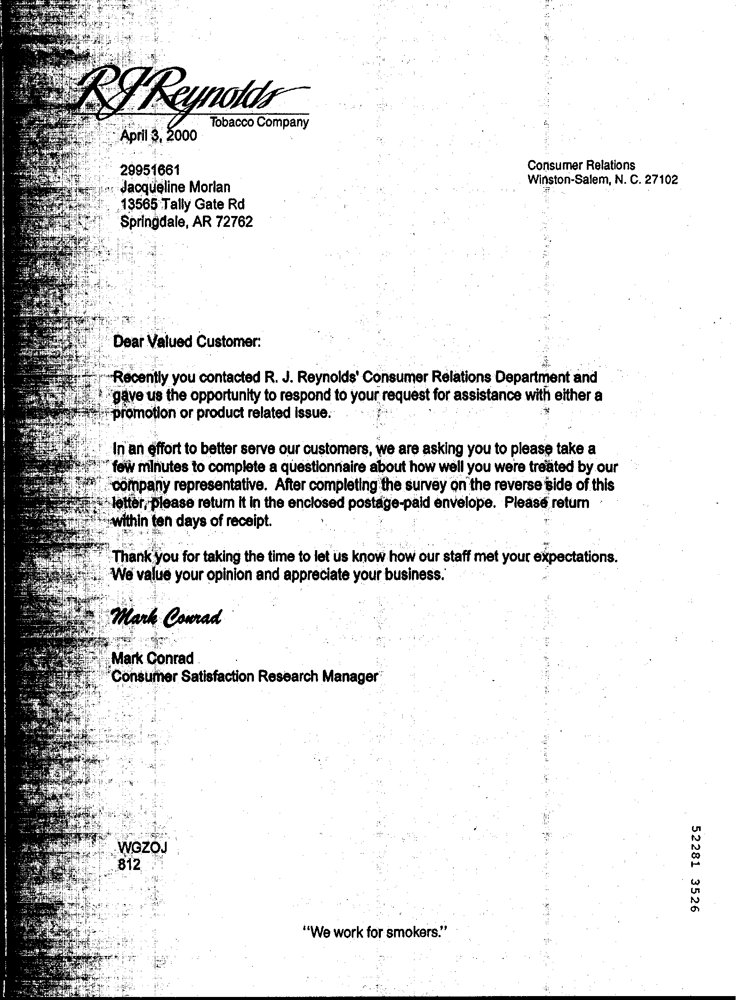 RJReynolds
Tobacco Company
April 3, 2000
29951661
Jacqueline Morlan
13565 Tally Gate Rd
Springdale, AR 72762
Consumer Relations
Winston-Salem, N. C. 27102
Dear Valued Customer:
Recently you contacted R. J. Reynolds' Consumer Relations Department and
gave us the opportunity to respond to your request for assistance with either a
promotion or product related issue.
In an effort to better serve our customers, we are asking you to please take a
few minutes to complete a questionnaire about how well you were treated by our
company representative. After completing the survey on the reverse side of this
letter, please return it in the enclosed postage-paid envelope. Please return
within ten days of receipt.
Thank you for taking the time to let us know how our staff met your expectations.
We value your opinion and appreciate your business.
Mark Conrad
Mark Conrad
Consumer Satisfaction Research Manager
WGZOJ
812
52281 3526
"We work for smokers."